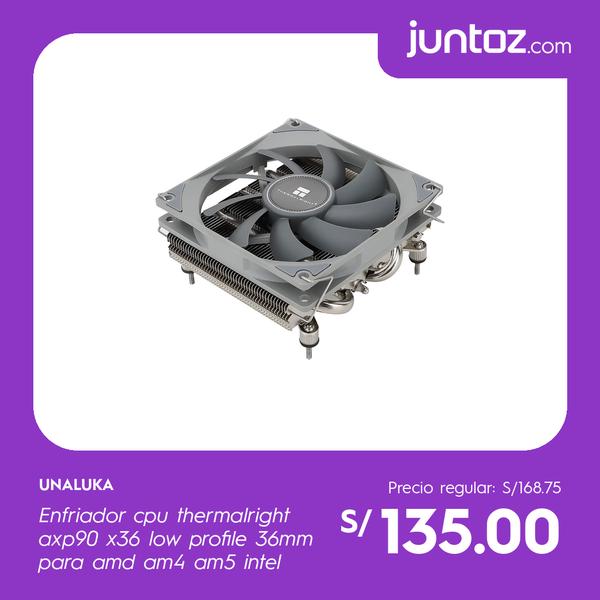 juntoz.com
THERMALRIGHT
UNALUKA
Enfriador cpu thermalright
axp90 x36 low profile 36mm
para amd am4 am5 intel
Precio regular: S/168.75
S/ 135.00